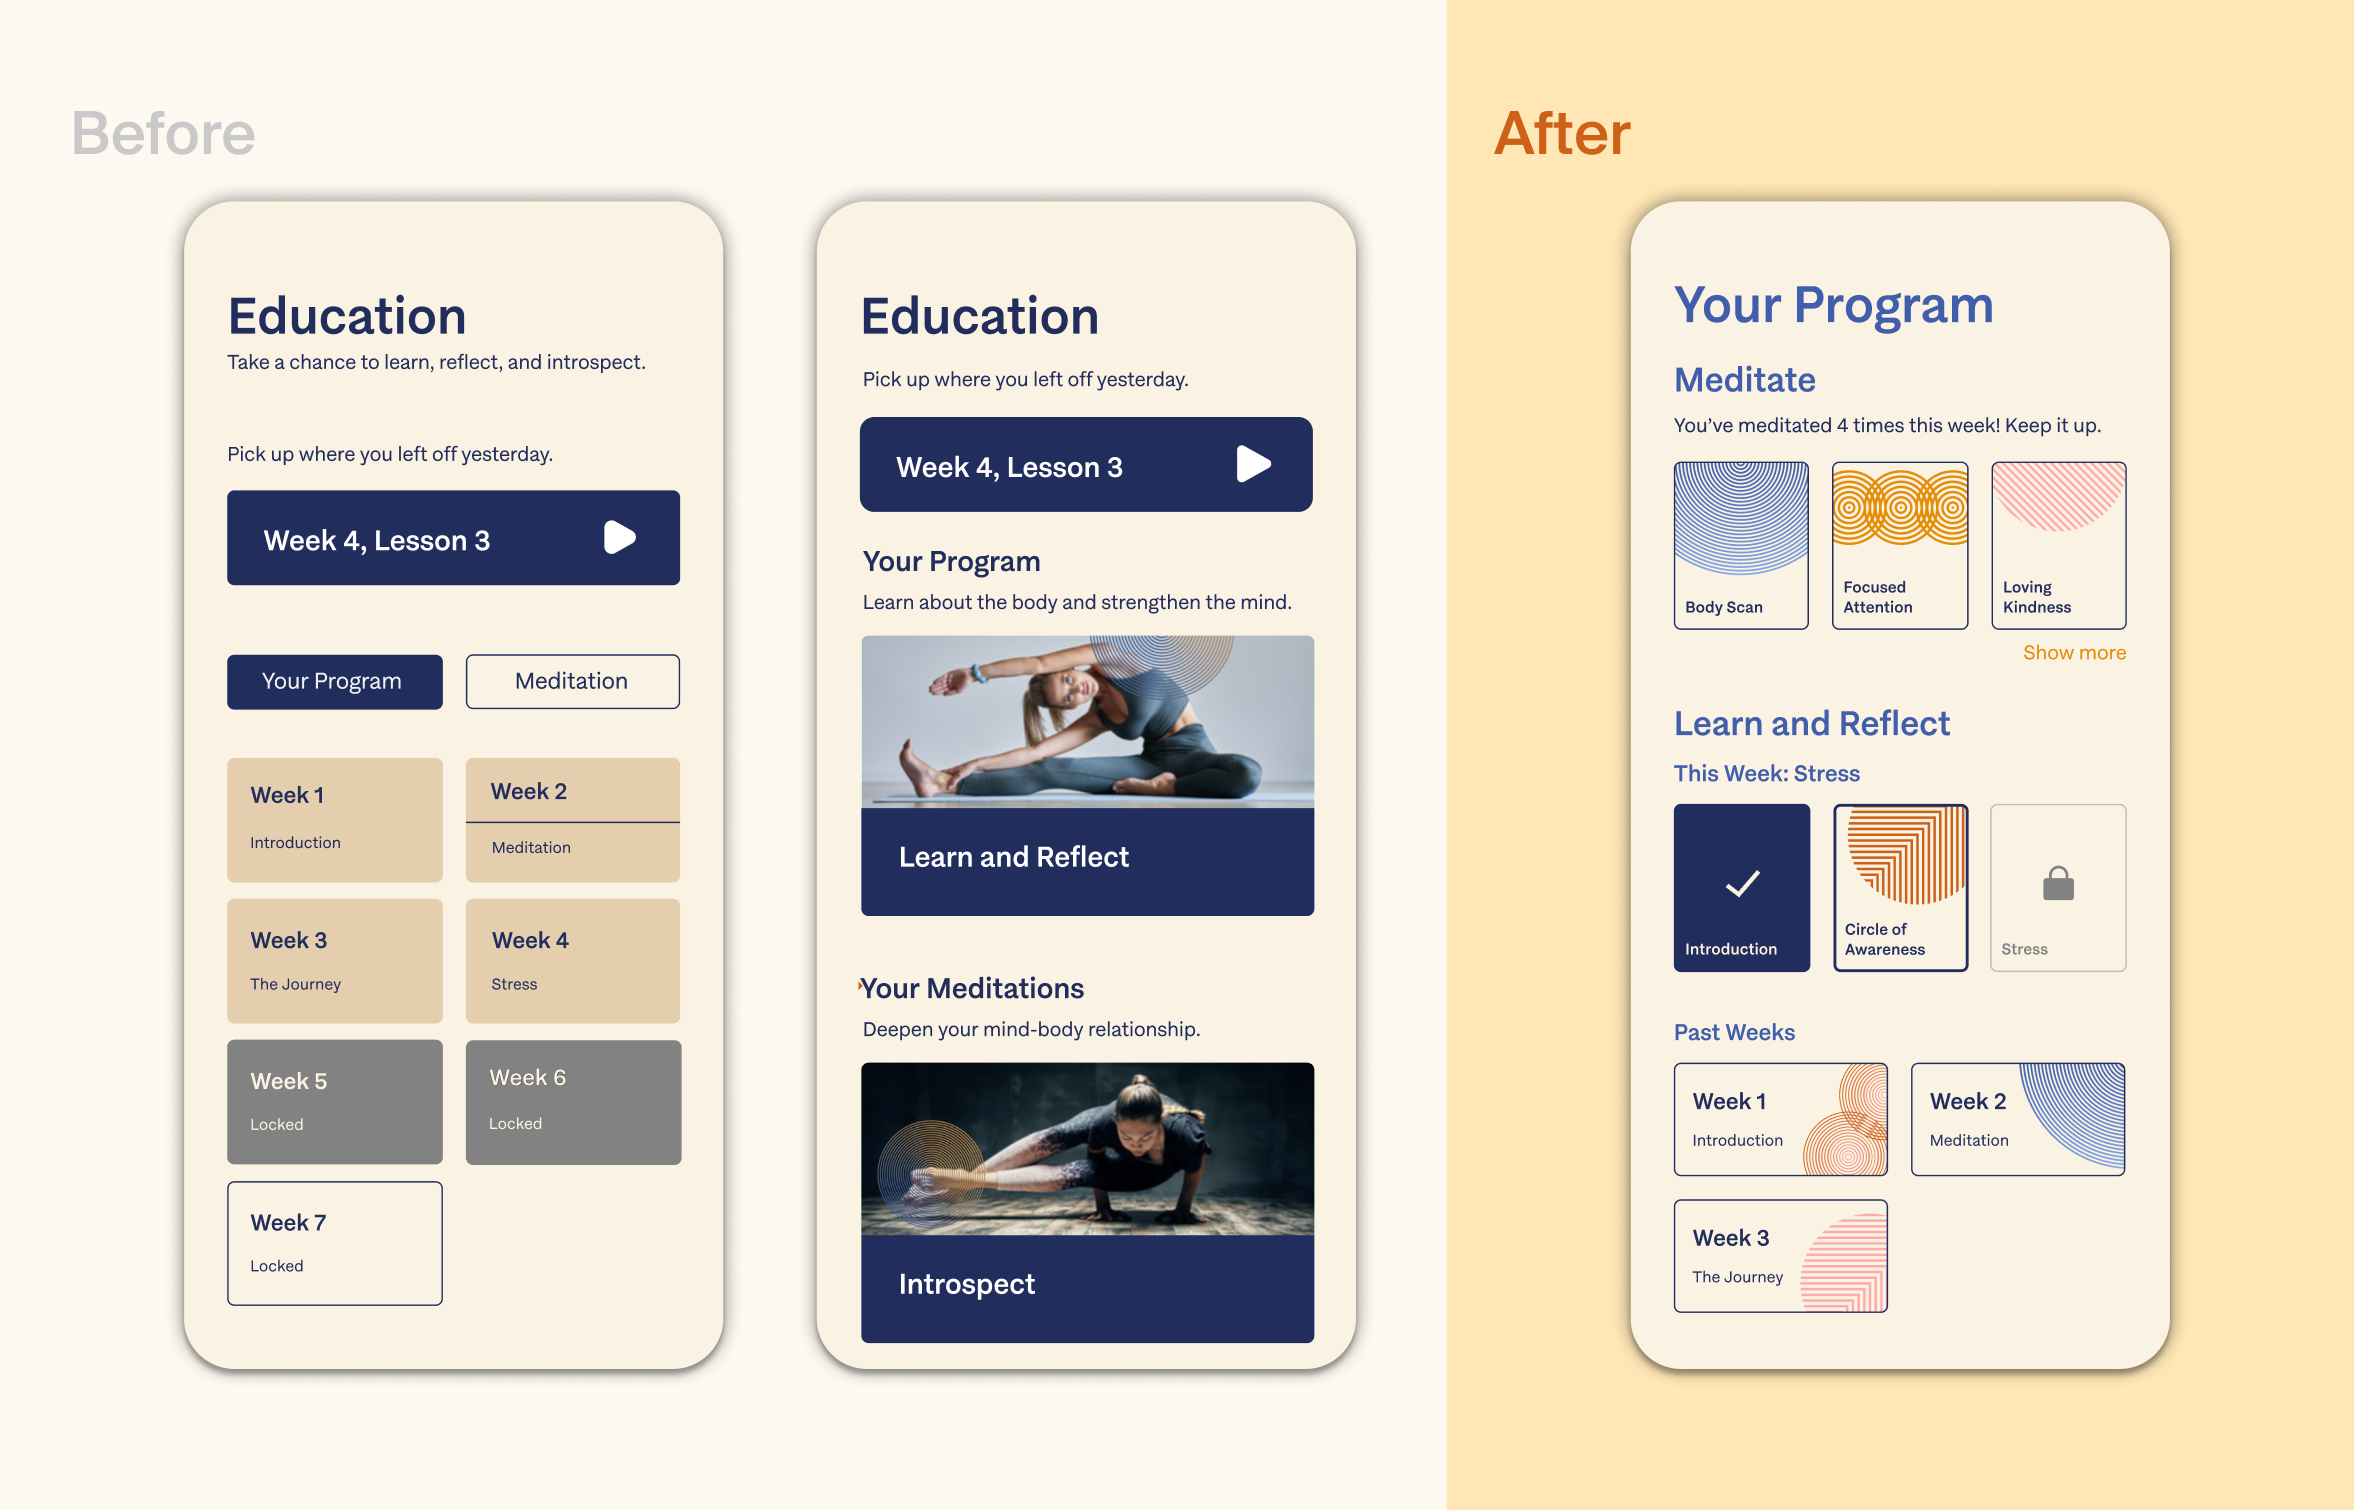 Before
Education
Take a chance to learn, reflect, and introspect.
Pick up where you left off yesterday.
Week 4, Lesson 3
Your Program
Meditation
Week 1
Introduction
Week 2
Meditation
Week 3
The Journey
Week 4
Stress
Week 5
Locked
Week 6
Locked
Week 7
Locked
Education
Pick up where you left off yesterday.
Week 4, Lesson 3
Your Program
Learn about the body and strengthen the mind.
Learn and Reflect
Your Meditations
Deepen your mind-body relationship.
Introspect
After
Your Program
Meditate
You’ve meditated 4 times this week! Keep it up.
Body Scan
Focused
Attention
Loving
Kindness
Show more
Learn and Reflect
This Week: Stress
Introduction
Circle of
Awareness
Stress
Past Weeks
Week 1
Introduction
Week 2
Meditation
Week 3
The Journey